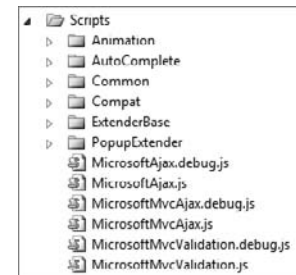 Scripts
Animation
AutoComplete
Common
Compat
ExtenderBase
PopupExtender
MicrosoftAjax.debug.js
MicrosoftAjax.js
MicrosoftMvcAjax.debug.js
MicrosoftMvcAjax.js
MicrosoftMvcValidation.debug.js
MicrosoftMvcValidation.js